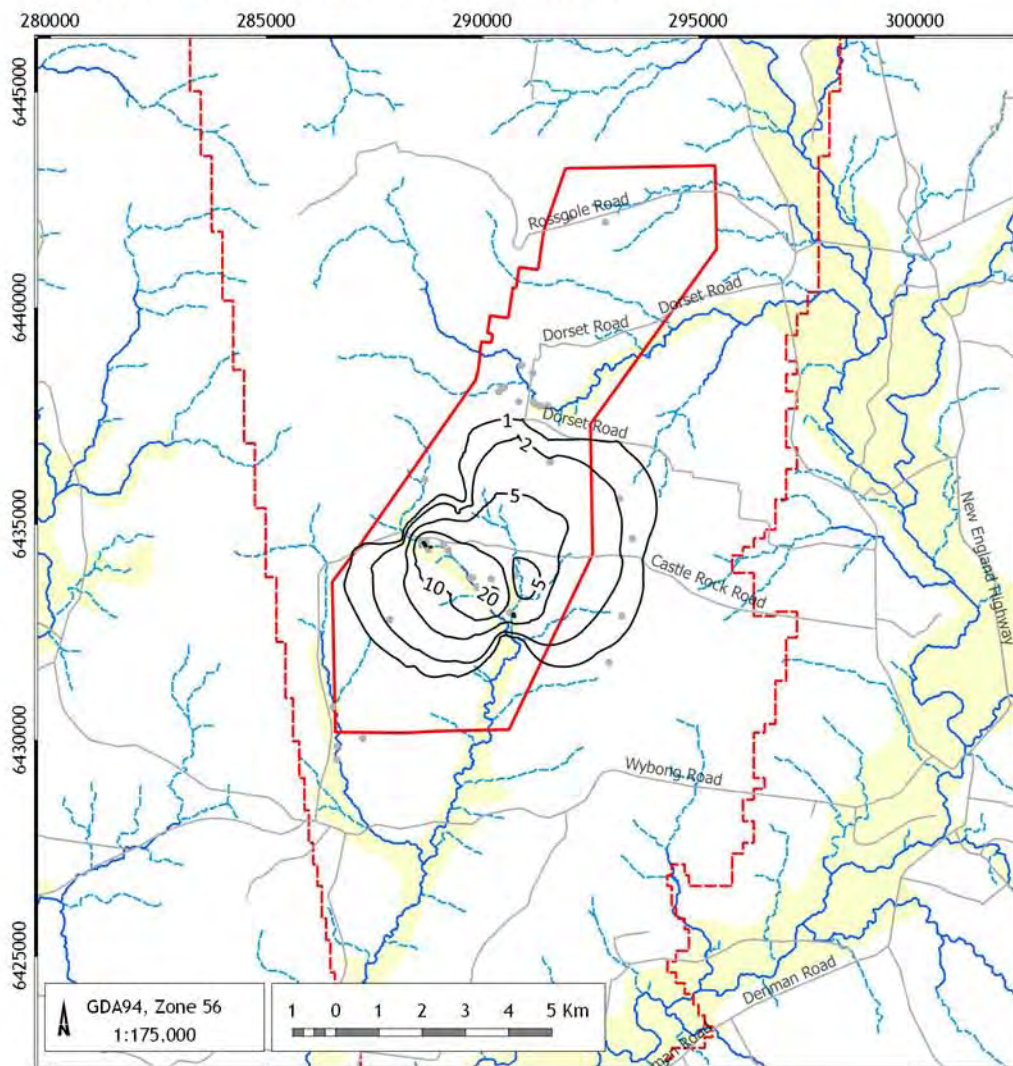 280000
285000
290000
295000
300000
6445000
6440000
6435000
6430000
6425000
Rossgole Road
Dorset Road
Dorset Road
Dorset Road
1
2
5
5
10
20
Castle Rock Road
New England Highway
Wybong Road
Denman Road
man Road
N
GDA94, Zone 56
1:175.000
1 0 1 2 3 4 5 Km